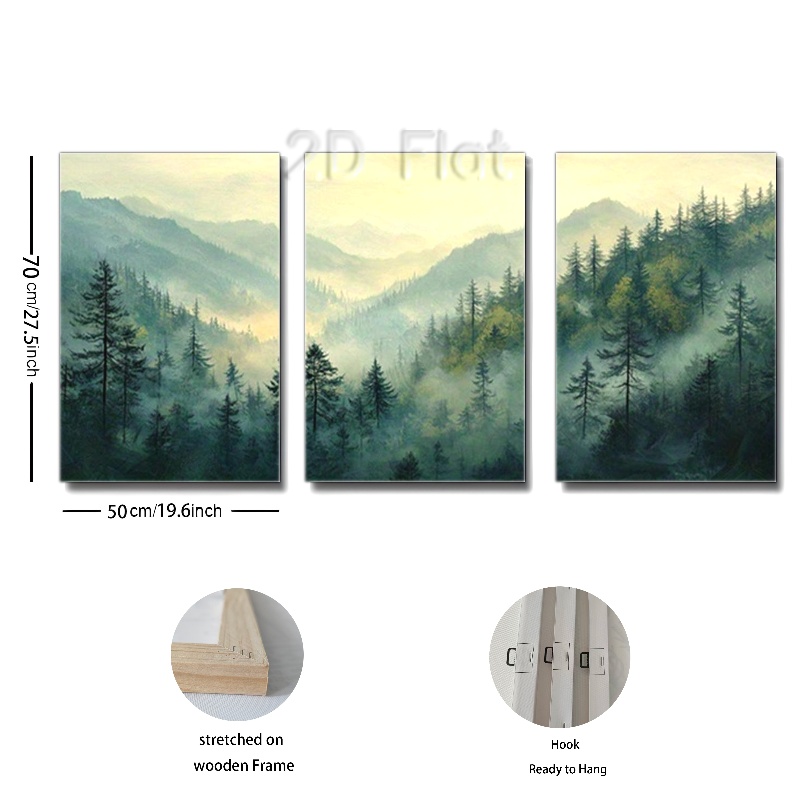 2D Flat
70 cm/27.5inch
50cm/19.6inch
stretched on
wooden Frame
Hook
Ready to Hang